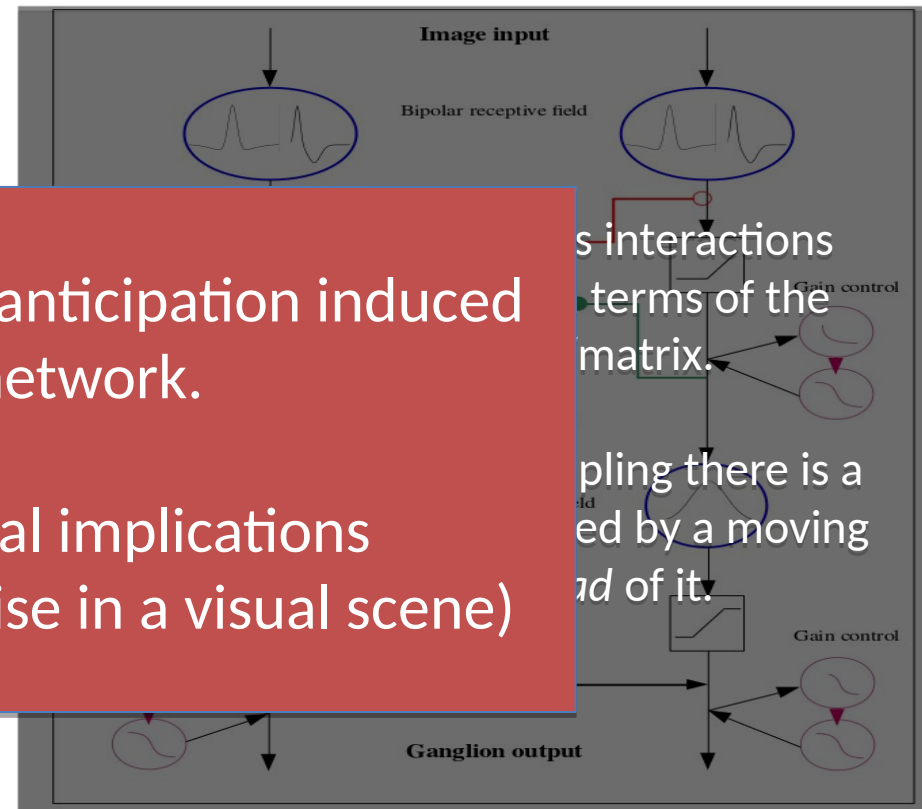 Image input
Bipolar receptive field
s interactions
Gain control
terms of the
matrix.
anticipation induced
network.
pling there is a
al implications
ed by a moving
ise in a visual scene)
ad of it.
Gain control
Ganglion output